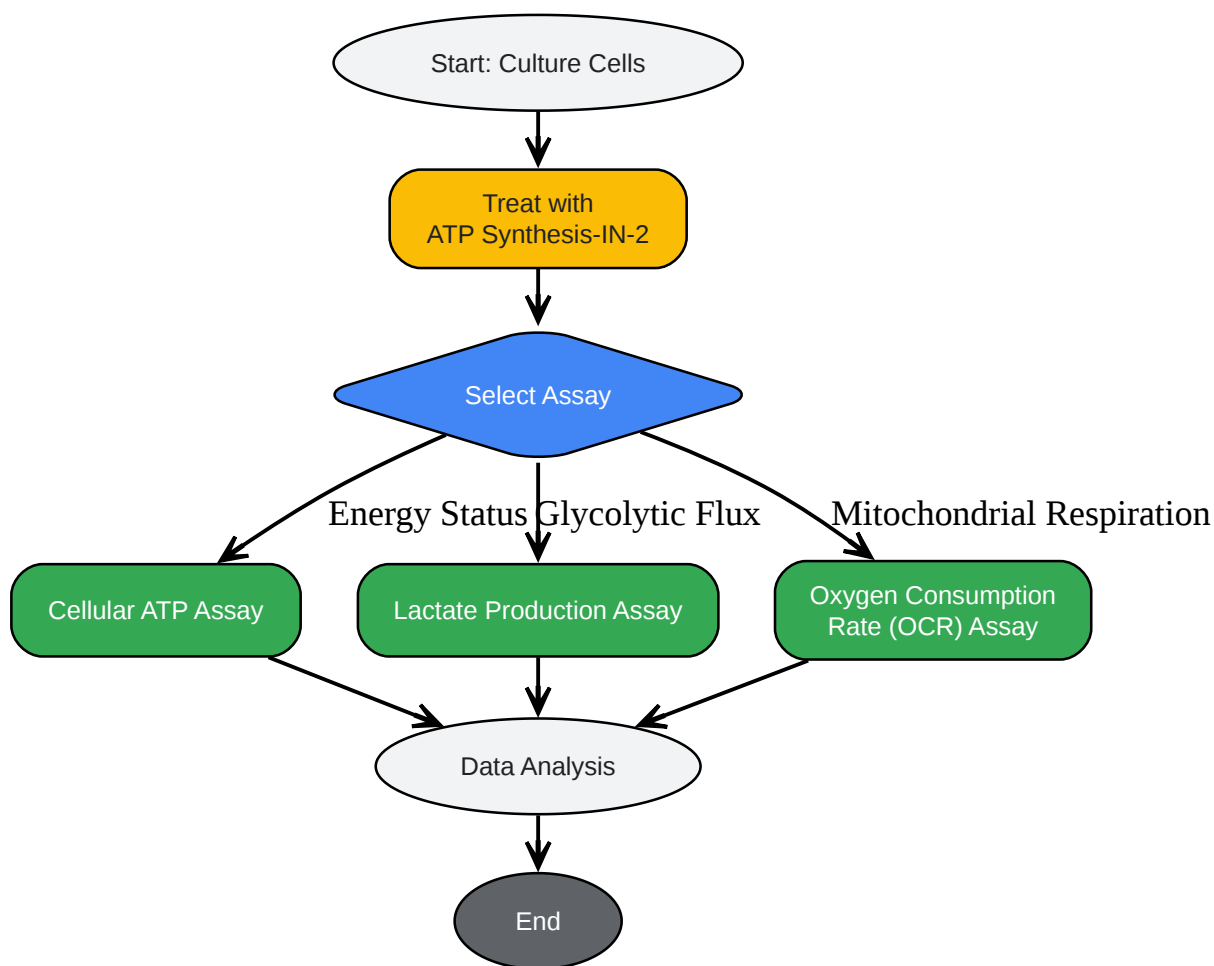 Start: Culture Cells
Treat with
ATP Synthesis-IN-2
Select Assay
Energy Status
Glycolytic Flux
Mitochondrial Respiration
Cellular ATP Assay
Lactate Production Assay
Oxygen Consumption
Rate (OCR) Assay
Data Analysis
End